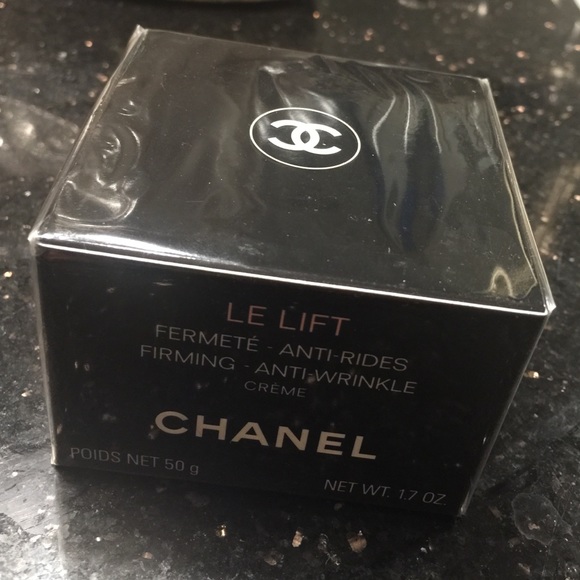 LE LIFT
FERMETÉ - ANTI-RIDES
FIRMING - ANTI-WRINKLE
CRÈME
CHANEL
POIDS NET 50 g
NET WT. 1.7 OZ.